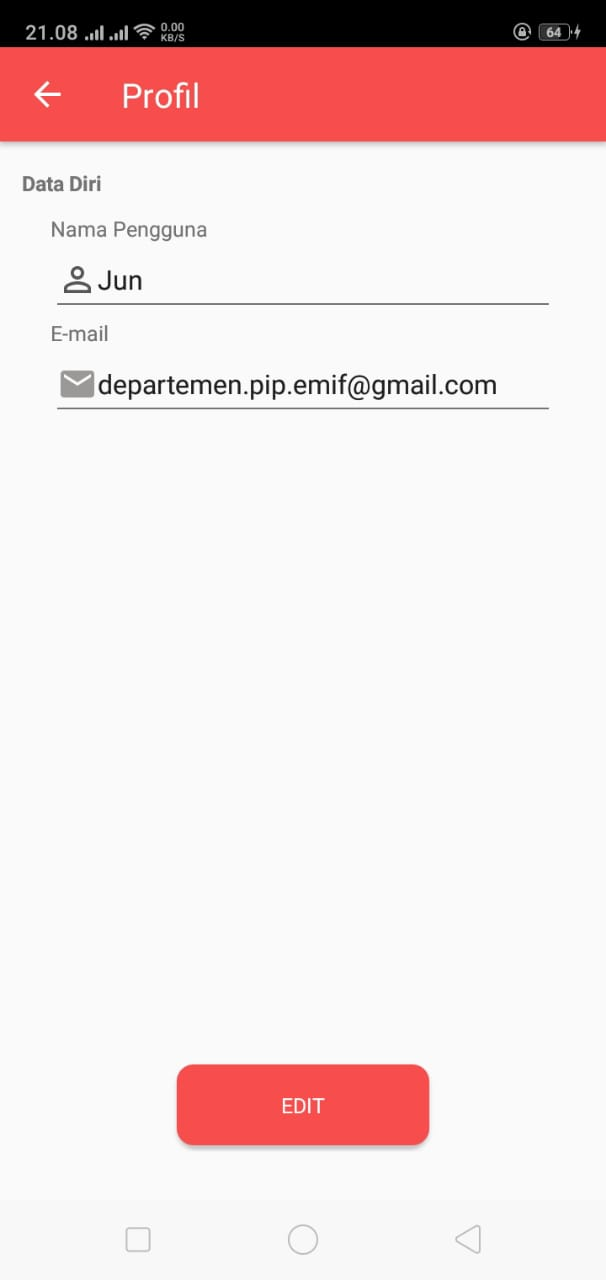 21.08 0.00 KB/S 64
Profil
Data Diri
Nama Pengguna
Jun
E-mail
departemen.pip.emif@gmail.com
EDIT